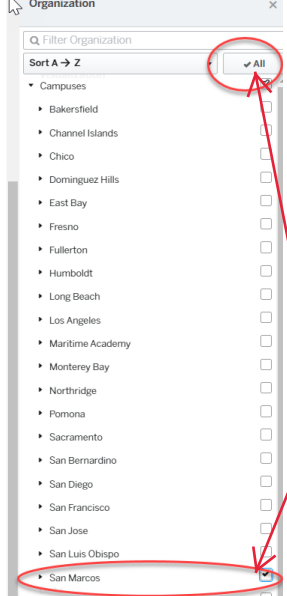 Organization
Filter Organization
Sort A → Z
All
Campuses
Bakersfield
Channel Islands
Chico
Dominguez Hills
East Bay
Fresno
Fullerton
Humboldt
Long Beach
Los Angeles
Maritime Academy
Monterey Bay
Northridge
Pomona
Sacramento
San Bernardino
San Diego
San Francisco
San Jose
San Luis Obispo
San Marcos